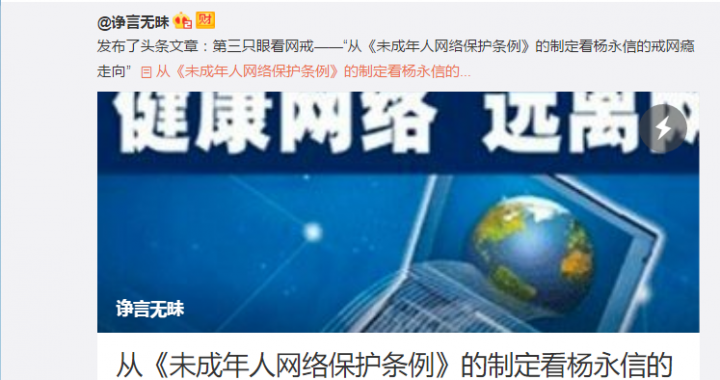 @诤言无昧 财
发布了头条文章：第三只眼看网戒——“从《未成年人网络保护条例》的制定看杨永信的戒网瘾
走向” 从《未成年人网络保护条例》的制定看杨永信的...
健康网络 远离网
诤言无昧
从《未成年人网络保护条例》的制定看杨永信的